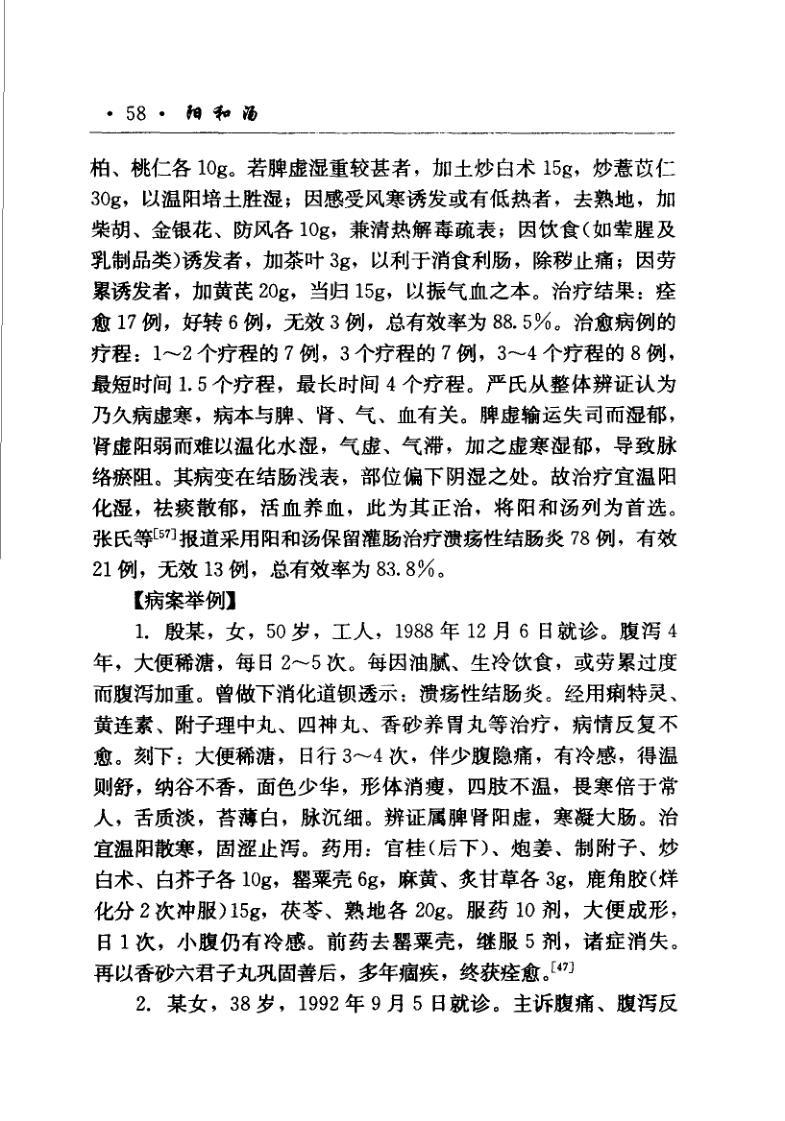 · 58 · 阳和汤
柏、桃仁各 10g。若脾虚湿重较甚者，加土炒白术 15g，炒薏苡仁
30g，以温阳培土胜湿；因感受风寒诱发或有低热者，去熟地，加
柴胡、金银花、防风各 10g，兼清热解毒疏表；因饮食(如荤腥及
乳制品类)诱发者，加茶叶 3g，以利于消食利肠，除秽止痛；因劳
累诱发者，加黄芪 20g，当归 15g，以振气血之本。治疗结果：痊
愈 17 例，好转 6 例，无效 3 例，总有效率为 88.5%。治愈病例的
疗程：1～2 个疗程的 7 例，3 个疗程的 7 例，3～4 个疗程的 8 例，
最短时间 1.5 个疗程，最长时间 4 个疗程。严氏从整体辨证认为
乃久病虚寒，病本与脾、肾、气、血有关。脾虚输运失司而湿郁，
肾虚阳弱而难以温化水湿，气虚、气滞，加之虚寒湿郁，导致脉
络瘀阻。其病变在结肠浅表，部位偏下阴湿之处。故治疗宜温阳
化湿，祛痰散郁，活血养血，此为其正治，将阳和汤列为首选。
张氏等[57]报道采用阳和汤保留灌肠治疗溃疡性结肠炎 78 例，有效
21 例，无效 13 例，总有效率为 83.8%。
【病案举例】
1. 殷某，女，50 岁，工人，1988 年 12 月 6 日就诊。腹泻 4
年，大便稀溏，每日 2～5 次。每因油腻、生冷饮食，或劳累过度
而腹泻加重。曾做下消化道钡透示：溃疡性结肠炎。经用痢特灵、
黄连素、附子理中丸、四神丸、香砂养胃丸等治疗，病情反复不
愈。刻下：大便稀溏，日行 3～4 次，伴少腹隐痛，有冷感，得温
则舒，纳谷不香，面色少华，形体消瘦，四肢不温，畏寒倍于常
人，舌质淡，苔薄白，脉沉细。辨证属脾肾阳虚，寒凝大肠。治
宜温阳散寒，固涩止泻。药用：官桂(后下)、炮姜、制附子、炒
白术、白芥子各 10g，罂粟壳 6g，麻黄、炙甘草各 3g，鹿角胶(烊
化分 2 次冲服)15g，茯苓、熟地各 20g。服药 10 剂，大便成形，
日 1 次，小腹仍有冷感。前药去罂粟壳，继服 5 剂，诸症消失。
再以香砂六君子丸巩固善后，多年痼疾，终获痊愈。[47]
2. 某女，38 岁，1992 年 9 月 5 日就诊。主诉腹痛、腹泻反